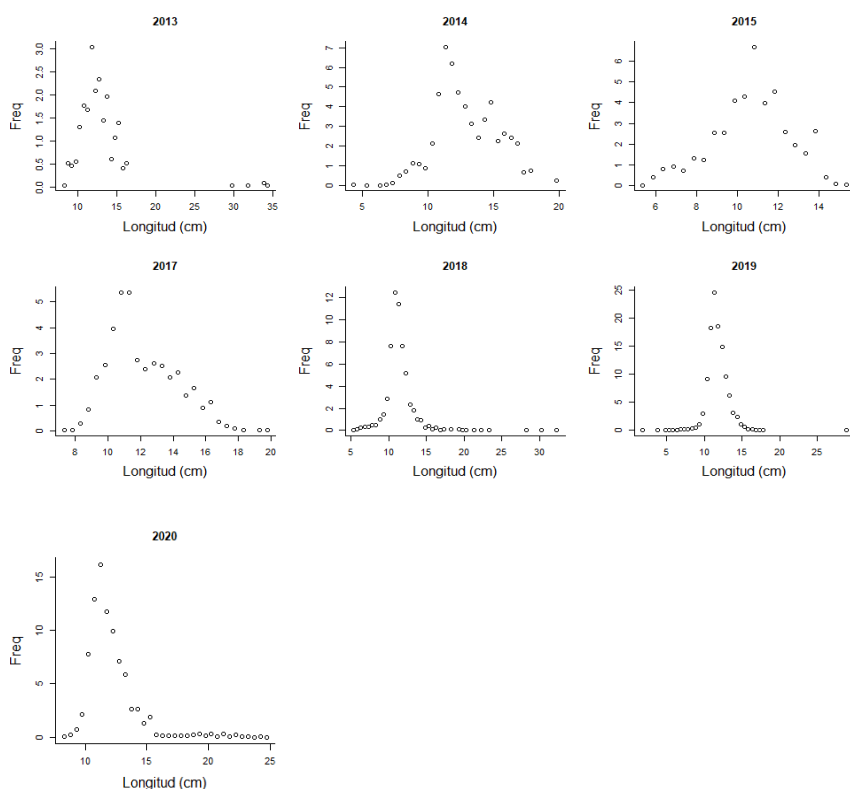 2013
Freq
0.0 0.5 1.0 1.5 2.0 2.5 3.0
10 15 20 25 30 35
Longitud (cm)
2014
Freq
0 1 2 3 4 5 6 7
5 10 15 20
Longitud (cm)
2015
Freq
0 1 2 3 4 5 6
6 8 10 12 14
Longitud (cm)
2017
Freq
0 1 2 3 4 5
8 10 12 14 16 18 20
Longitud (cm)
2018
Freq
0 2 4 6 8 10 12
5 10 15 20 25 30
Longitud (cm)
2019
Freq
0 5 10 15 20 25
5 10 15 20 25
Longitud (cm)
2020
Freq
0 5 10 15
10 15 20 25
Longitud (cm)